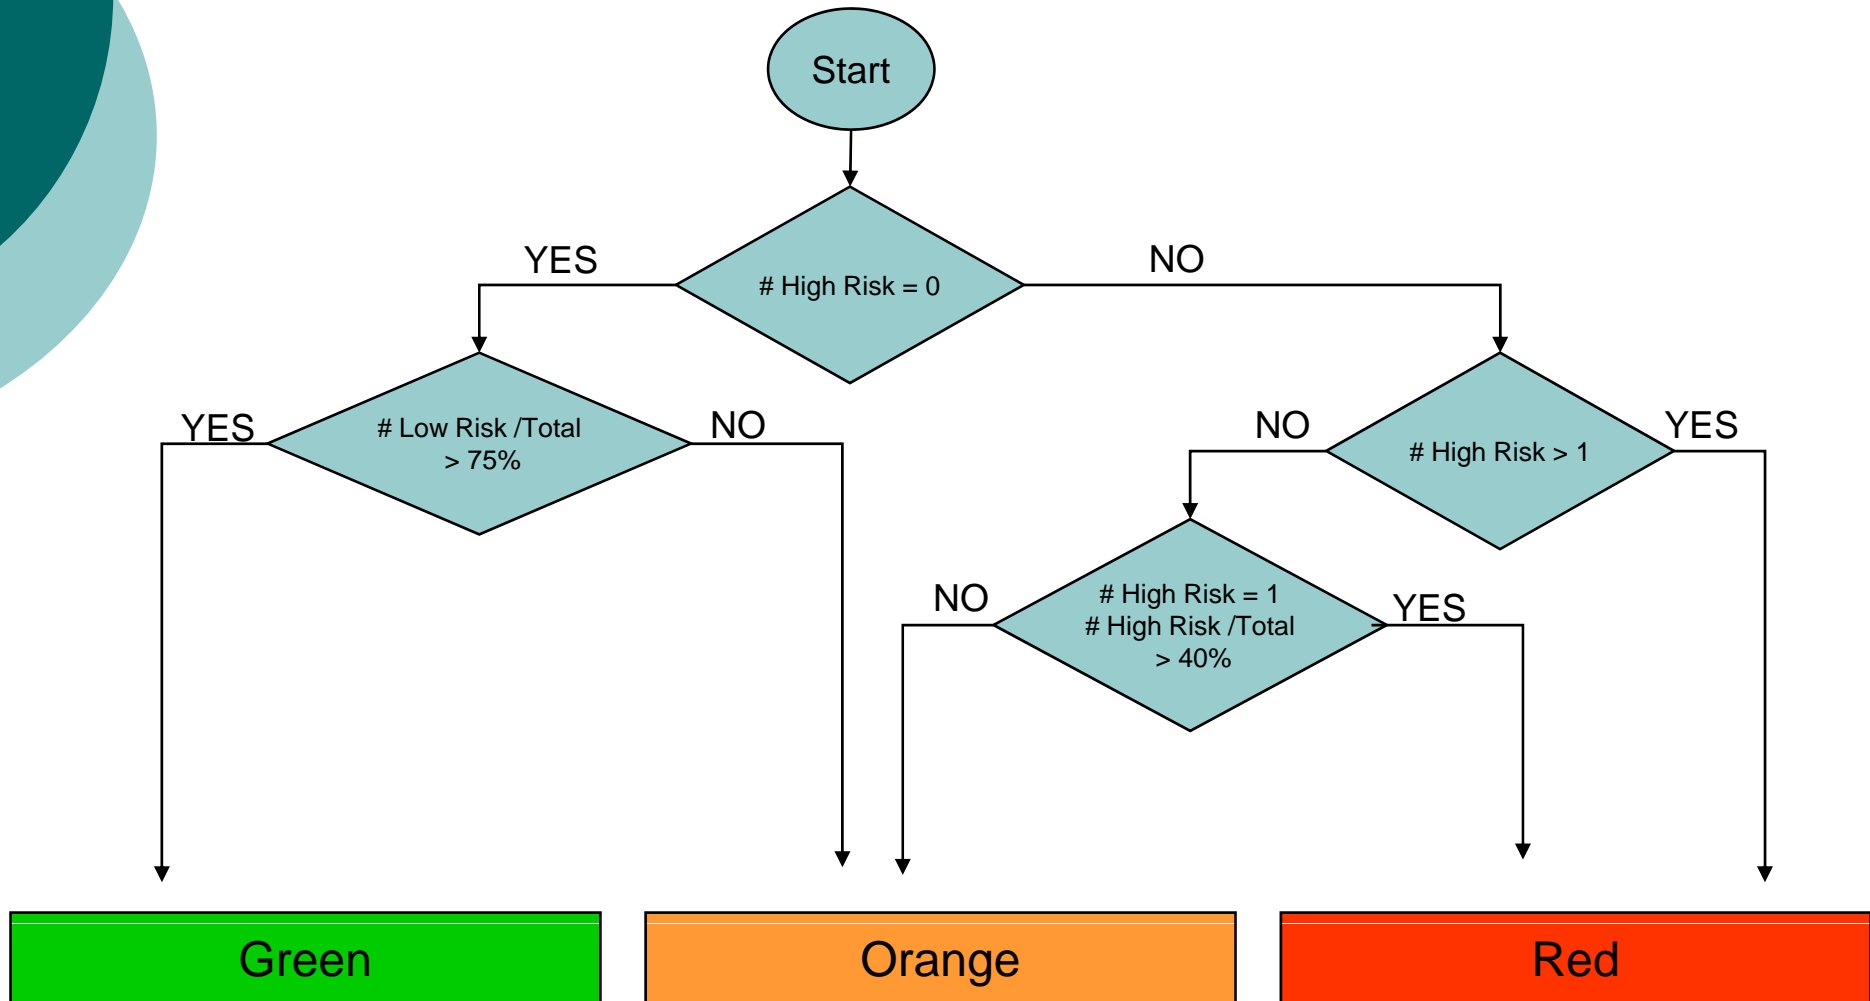 Start
YES
NO
# High Risk = 0
YES
# Low Risk /Total
> 75%
NO
NO
# High Risk > 1
YES
NO
# High Risk = 1
# High Risk /Total
> 40%
YES
Green
Orange
Red